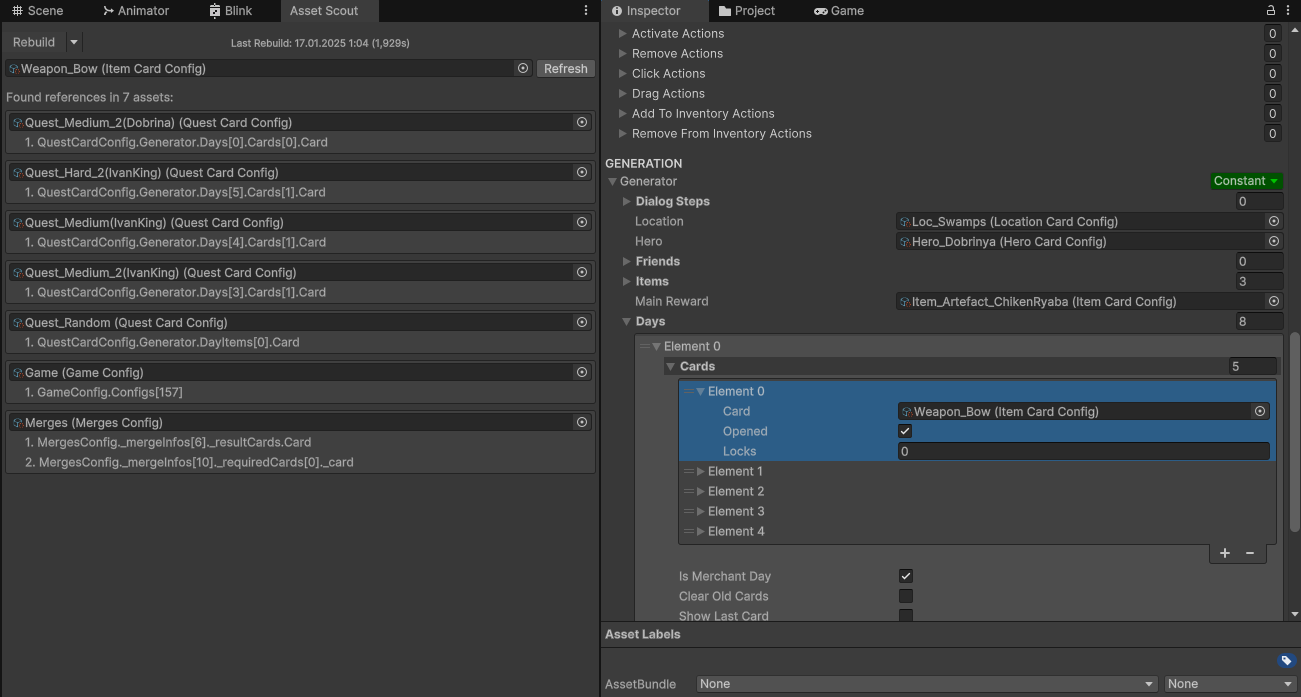 Scene Animator Blink Asset Scout
Rebuild Last Rebuild: 17.01.2025 1:04 (1,929s)
Weapon_Bow (Item Card Config) Refresh
Found references in 7 assets:
Quest_Medium_2(Dobrina) (Quest Card Config)
1. QuestCardConfig.Generator.Days[0].Cards[0].Card
Quest_Hard_2(IvanKing) (Quest Card Config)
1. QuestCardConfig.Generator.Days[5].Cards[1].Card
Quest_Medium(IvanKing) (Quest Card Config)
1. QuestCardConfig.Generator.Days[4].Cards[1].Card
Quest_Medium_2(IvanKing) (Quest Card Config)
1. QuestCardConfig.Generator.Days[3].Cards[1].Card
Quest_Random (Quest Card Config)
1. QuestCardConfig.Generator.DayItems[0].Card
Game (Game Config)
1. GameConfig.Configs[157]
Merges (Merges Config)
1. MergesConfig._mergeInfos[6]._resultCards.Card
2. MergesConfig._mergeInfos[10]._requiredCards[0]._card
Inspector Project Game
Activate Actions 0
Remove Actions 0
Click Actions 0
Drag Actions 0
Add To Inventory Actions 0
Remove From Inventory Actions 0
GENERATION
Generator Constant
Dialog Steps 0
Location Loc_Swamps (Location Card Config)
Hero Hero_Dobrinya (Hero Card Config)
Friends 0
Items 3
Main Reward Item_Artefact_ChikenRyaba (Item Card Config)
Days 8
Element 0
Cards 5
Element 0
Card Weapon_Bow (Item Card Config)
Opened
Locks 0
Element 1
Element 2
Element 3
Element 4
Is Merchant Day
Clear Old Cards
Show Last Card
Asset Labels
AssetBundle None None